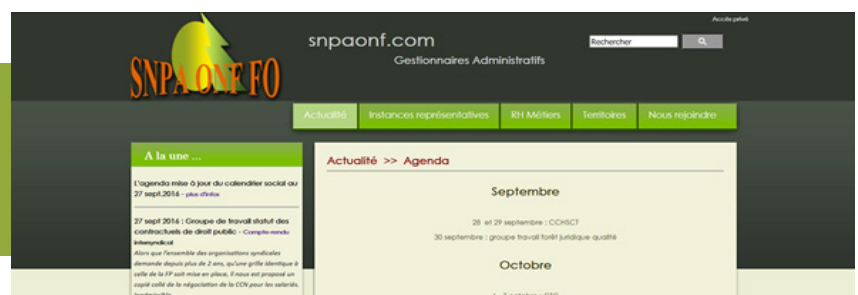 Accès privé
snpaonf.com
Rechercher
Gestionnaires Administratifs
SNPA ONF FO
Actualité Instances représentatives RH Métiers Territoires Nous rejoindre
A la une ...
L'agenda mise à jour du calendrier social au
27 sept.2016 - plus d'infos
27 sept 2016 : Groupe de travail statut des
contractuels de droit public - Compte-rendu
intersyndical
Alors que l'ensemble des organisations syndicales
demande depuis plus de 2 ans, qu'une grille identique à
celle de la FP soit mise en place, il nous est proposé un
copié collé de la négociation de la CCN pour les salariés.
Actualité >> Agenda
Septembre
28 et 29 septembre : CCHSCT
30 septembre : groupe travail forêt juridique qualité
Octobre